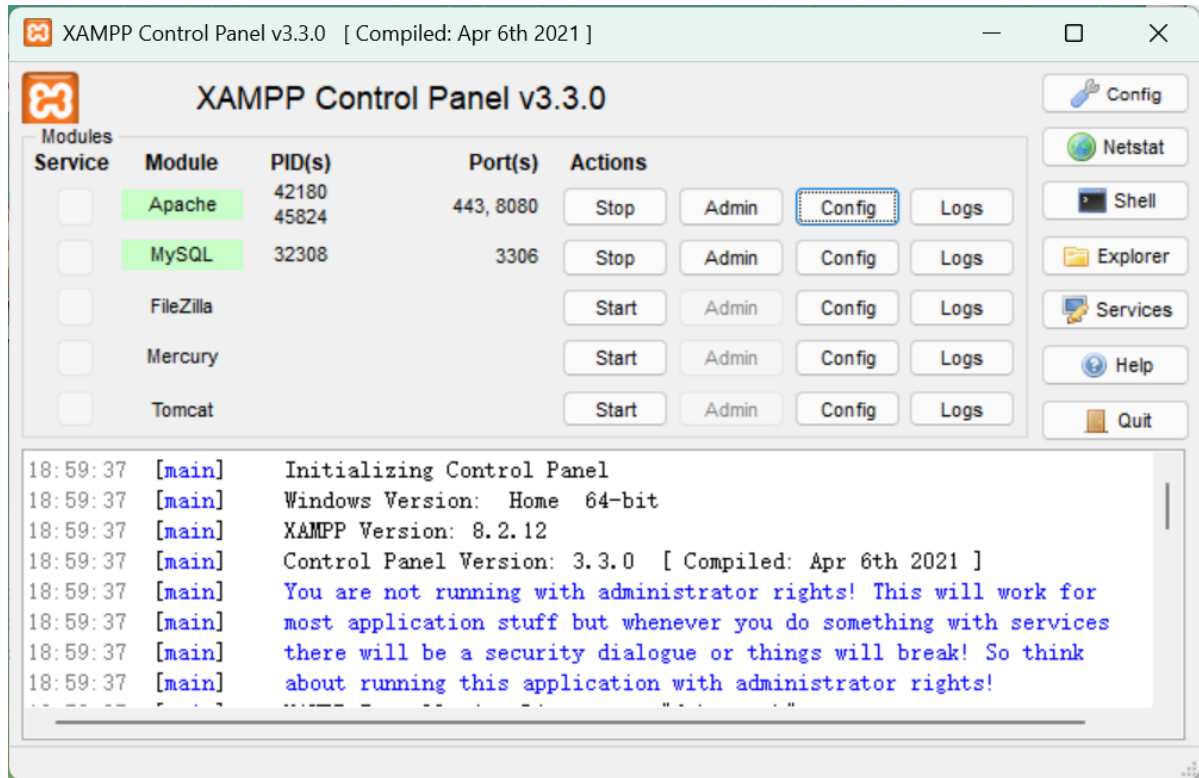 XAMPP Control Panel v3.3.0 [ Compiled: Apr 6th 2021 ]
XAMPP Control Panel v3.3.0
Config
Modules
Service Module PID(s) Port(s) Actions
Netstat
Apache 42180 45824 443, 8080 Stop Admin Config Logs
Shell
MySQL 32308 3306 Stop Admin Config Logs
Explorer
FileZilla Start Admin Config Logs
Services
Mercury Start Admin Config Logs
Help
Tomcat Start Admin Config Logs
Quit
18:59:37 [main] Initializing Control Panel
18:59:37 [main] Windows Version: Home 64-bit
18:59:37 [main] XAMPP Version: 8.2.12
18:59:37 [main] Control Panel Version: 3.3.0 [ Compiled: Apr 6th 2021 ]
18:59:37 [main] You are not running with administrator rights! This will work for
18:59:37 [main] most application stuff but whenever you do something with services
18:59:37 [main] there will be a security dialogue or things will break! So think
18:59:37 [main] about running this application with administrator rights!